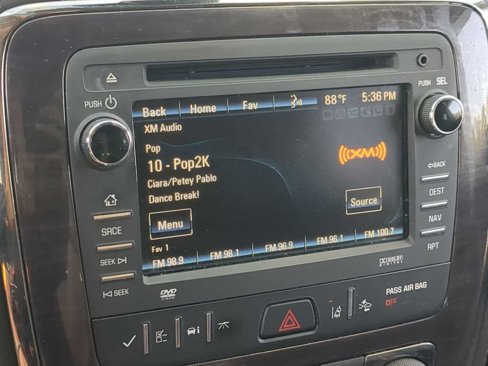 PUSH
PUSH SEL
Back Home Fav 88°F 5:36 PM
XM Audio
Pop
10 - Pop2K
Ciara/Petey Pablo
Dance Break!
XM
Menu
Source
Fav 1
FM 98.9 FM 98.1 FM 96.9 FM 96.1 FM 100.7
SRCE
SEEK
SEEK
BACK
DEST
NAV
RPT
DVD
DOLBY
DIGITAL
PASS AIR BAG
OFF